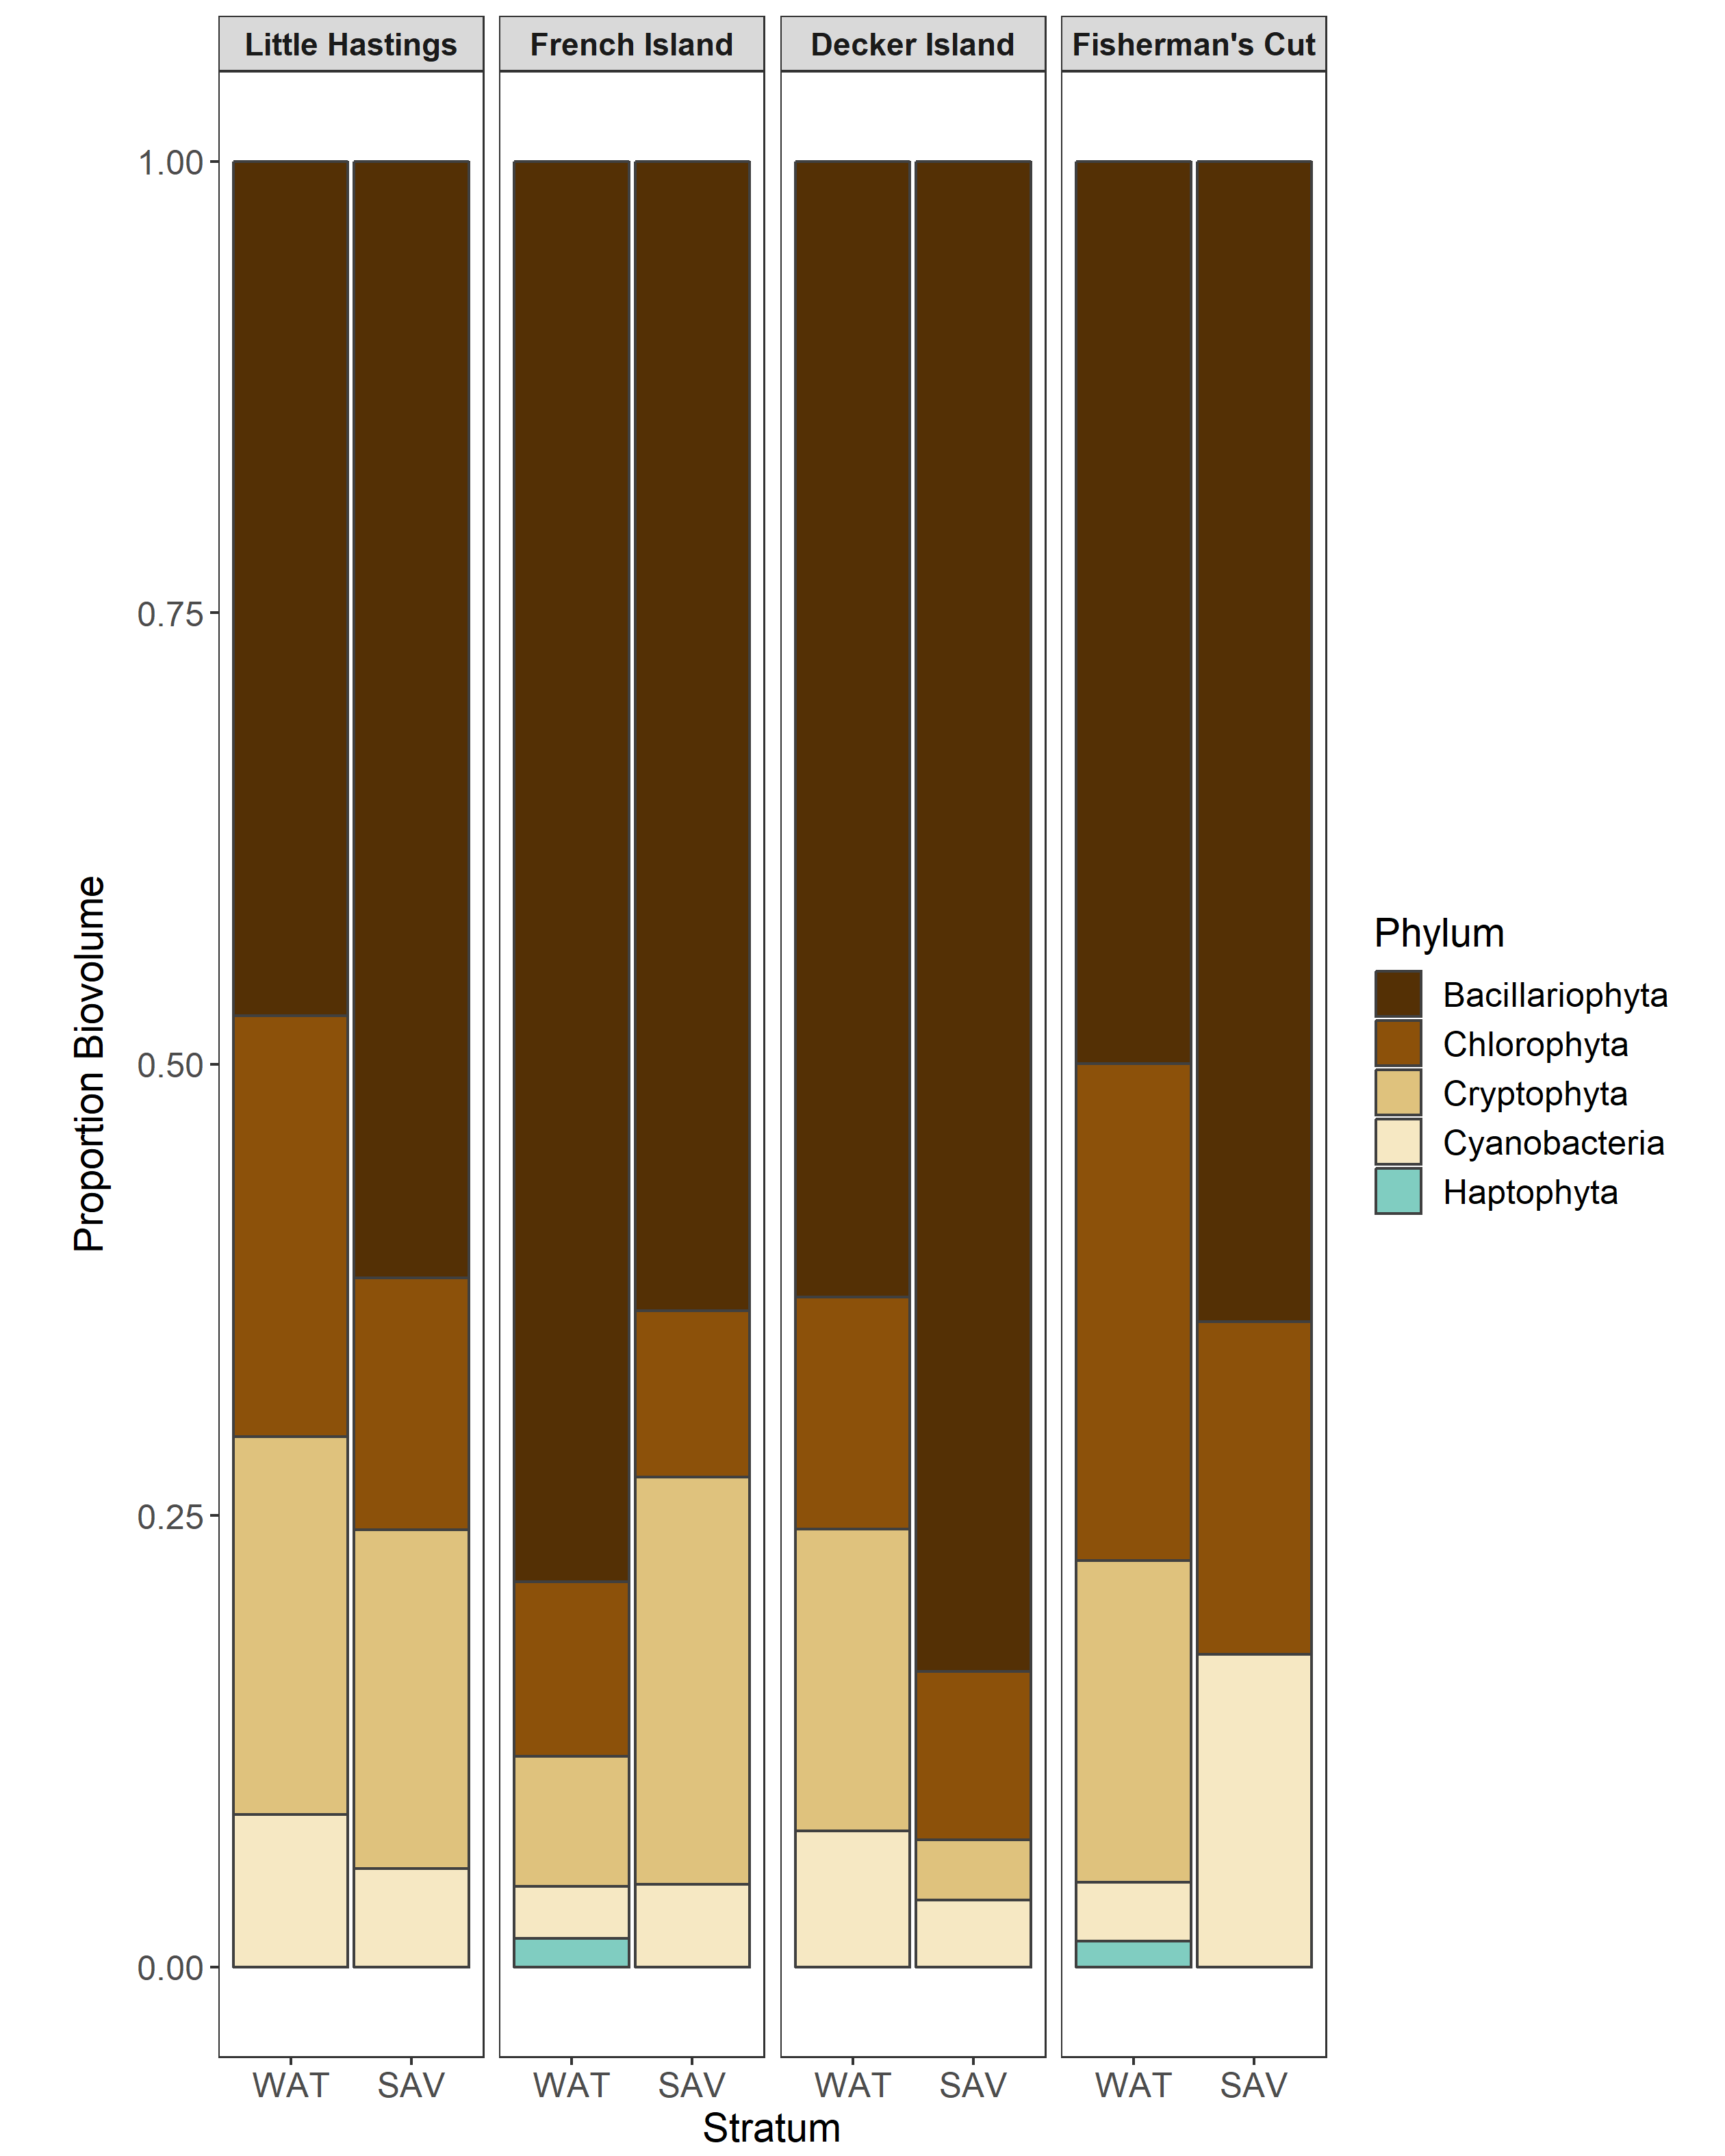 Little Hastings
French Island
Decker Island
Fisherman's Cut
1.00
0.75
0.50
0.25
0.00
Proportion Biovolume
WAT SAV WAT SAV WAT SAV WAT SAV
Stratum
Phylum
Bacillariophyta
Chlorophyta
Cryptophyta
Cyanobacteria
Haptophyta